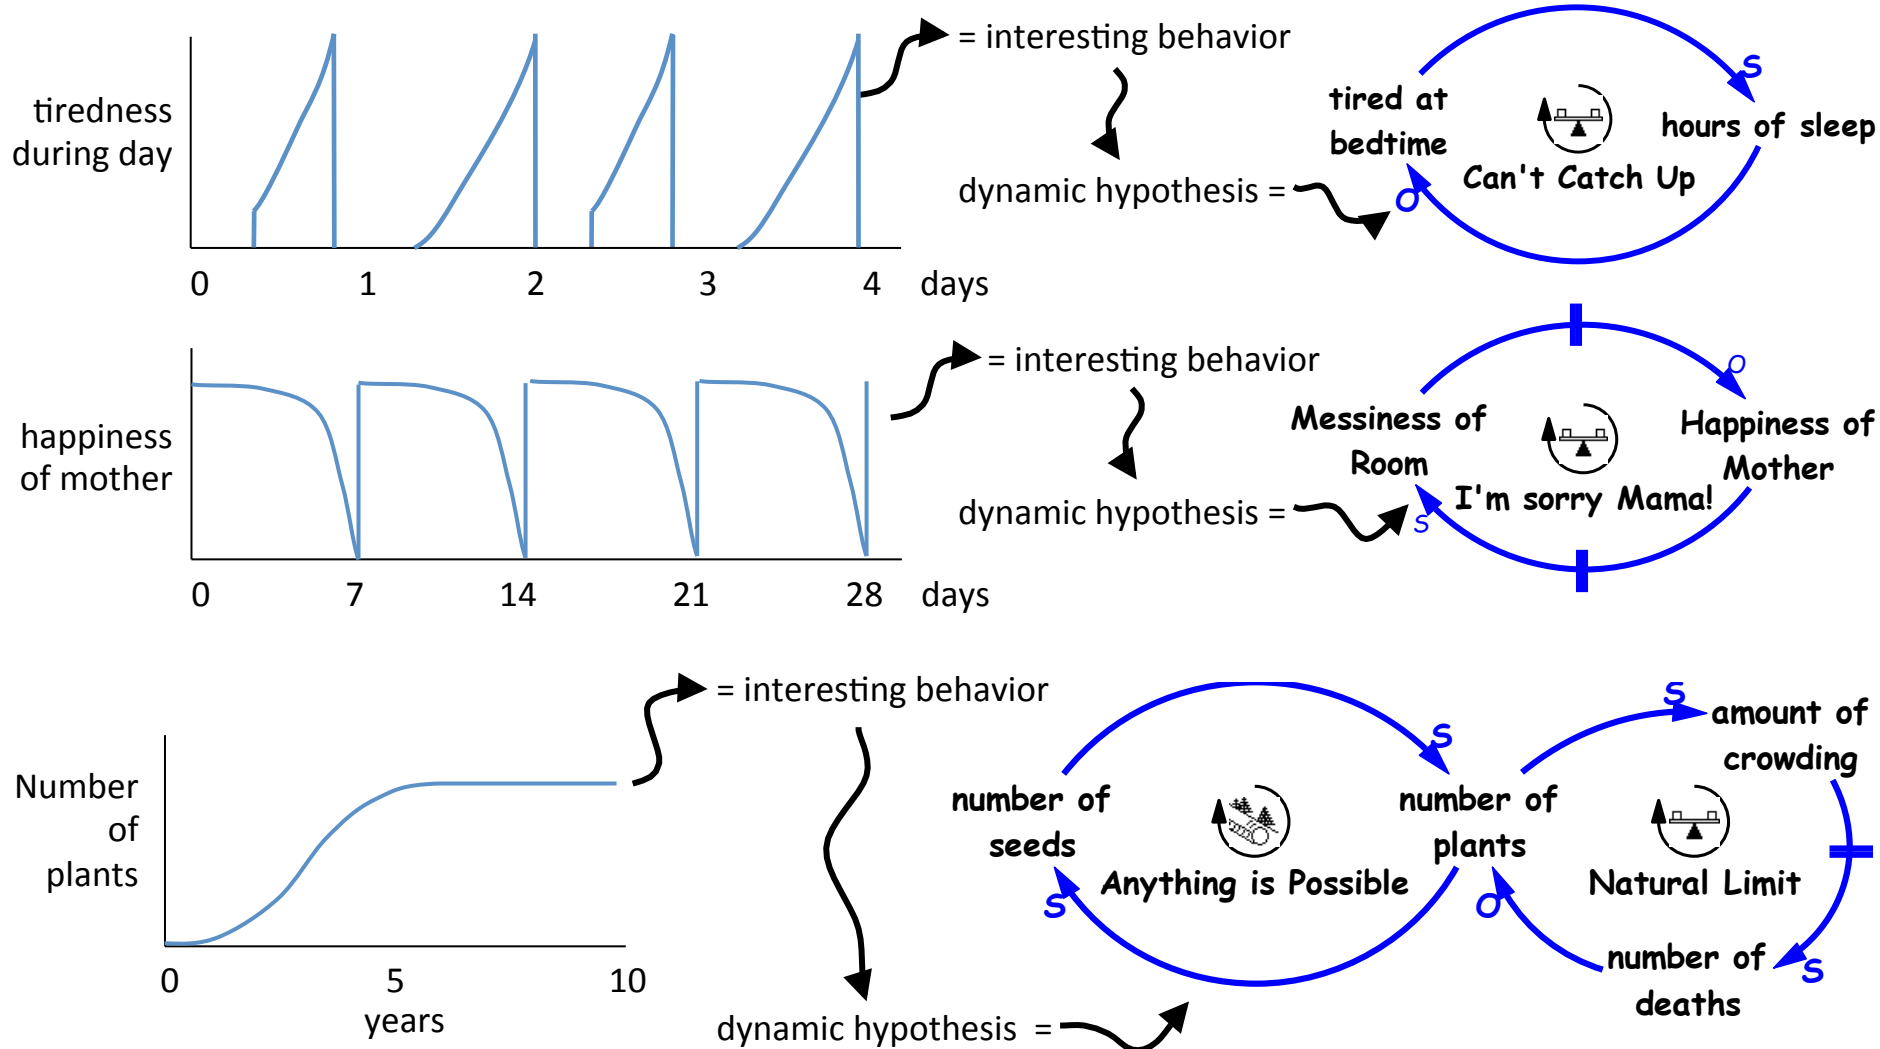 tiredness
during day
0 1 2 3 4 days
= interesting behavior
dynamic hypothesis =
tired at
bedtime
s
hours of sleep
o
Can't Catch Up
happiness
of mother
0 7 14 21 28 days
= interesting behavior
dynamic hypothesis =
Messiness of
Room
o
Happiness of
Mother
s
I'm sorry Mama!
Number
of
plants
0 5 10
years
= interesting behavior
dynamic hypothesis =
number of
seeds
s
number of
plants
s
Anything is Possible
s
amount of
crowding
Natural Limit
o
number of
deaths
s